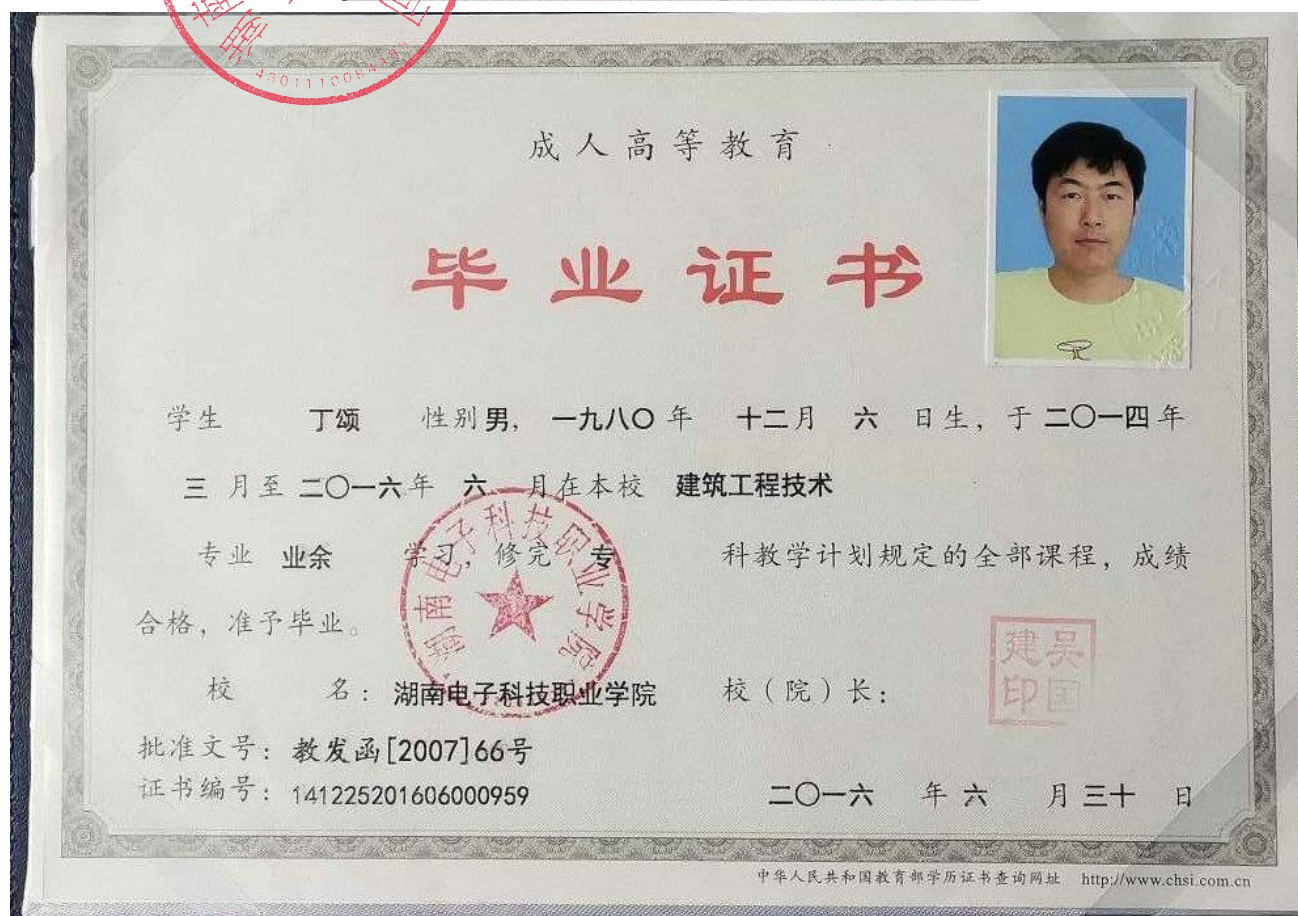 4301110084
成人高等教育
毕业证书
学生 丁颂 性别男, 一九八〇年 十二月 六 日生, 于二〇一四年
三 月至 二〇一六年 六 月在本校 建筑工程技术
专业 业余 学习, 修完 专 科教学计划规定的全部课程, 成绩
合格, 准予毕业。
湖南电子科技职业学院
吴国建印
校 名: 湖南电子科技职业学院 校(院)长:
批准文号: 教发函[2007]66号
证书编号: 141225201606000959 二〇一六 年 六 月 三十 日
中华人民共和国教育部学历证书查询网址 http://www.chsi.com.cn